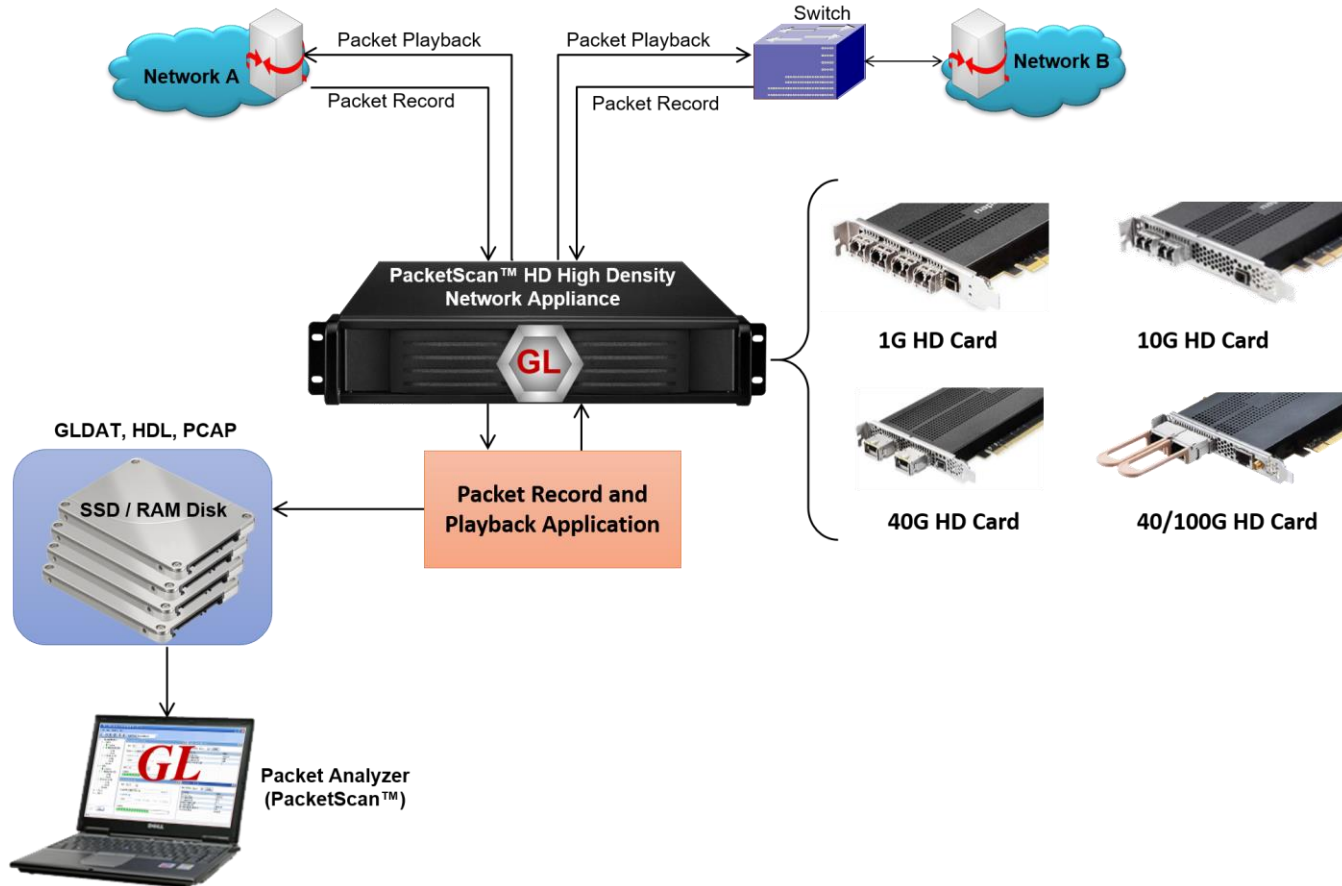 Switch
Packet Playback
Packet Playback
Network A
Network B
Packet Record
Packet Record
PacketScan™ HD High Density
Network Appliance
GL
1G HD Card
10G HD Card
GLDAT, HDL, PCAP
SSD / RAM Disk
Packet Record and
Playback Application
40G HD Card
40/100G HD Card
GL
Packet Analyzer
(PacketScan™)
DELL